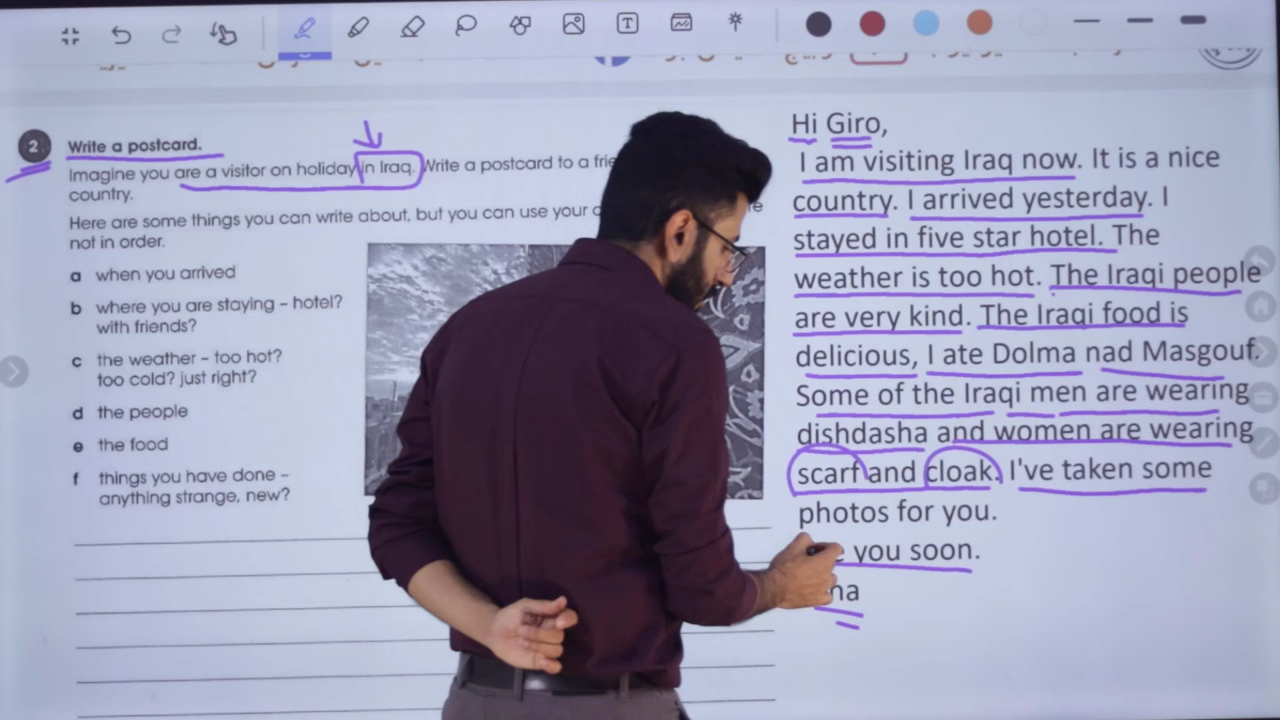 2 Write a postcard.
Imagine you are a visitor on holiday in Iraq. Write a postcard to a
country.
Here are some things you can write about, but you can use your
not in order.
a when you arrived
b where you are staying – hotel?
with friends?
c the weather – too hot?
too cold? just right?
d the people
e the food
f things you have done –
anything strange, new?
Hi Giro,
I am visiting Iraq now. It is a nice
country. I arrived yesterday. I
stayed in five star hotel. The
weather is too hot. The Iraqi people
are very kind. The Iraqi food is
delicious, I ate Dolma nad Masgouf.
Some of the Iraqi men are wearing
dishdasha and women are wearing
scarf and cloak. I've taken some
photos for you.
you soon.